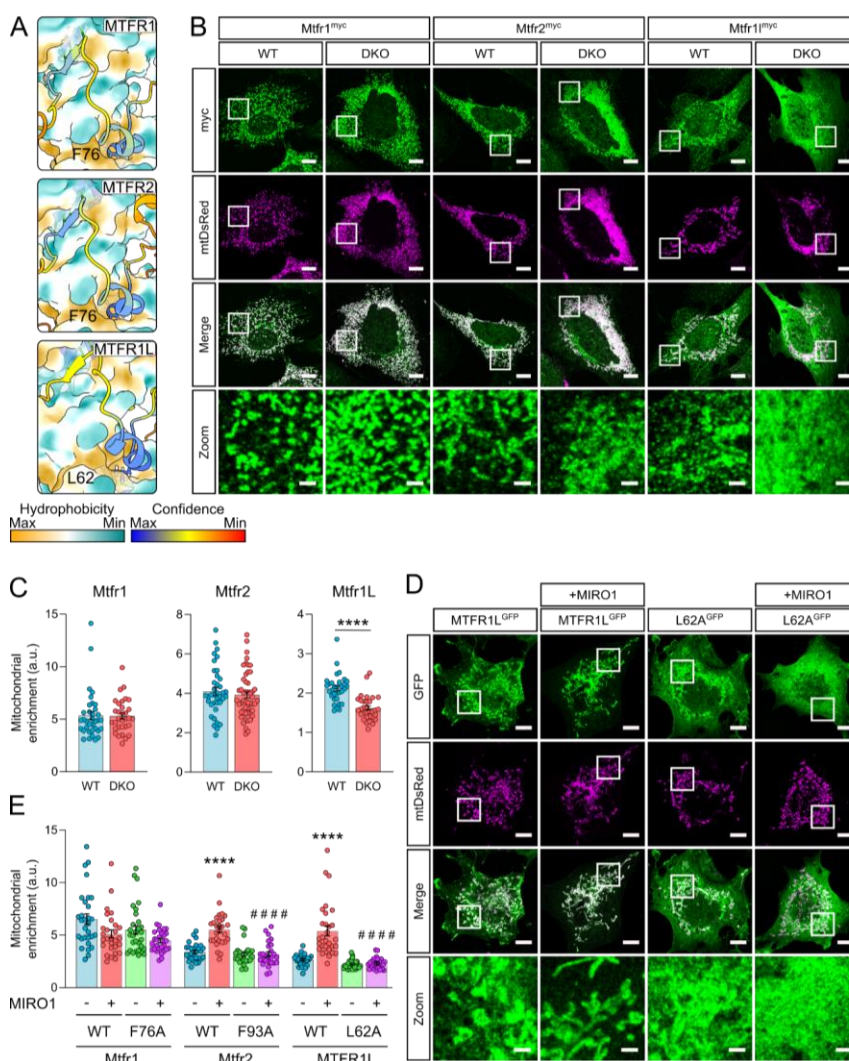 A
MTFR1
F76
MTFR2
F76
MTFR1L
L62
Hydrophobicity
Max Min
Confidence
Max Min
B
Mtfr1myc Mtfr2myc Mtfr1lmyc
WT DKO WT DKO WT DKO
myc
mtDsRed
Merge
Zoom
C
Mtfr1 Mtfr2 Mtfr1L
Mitochondrial
enrichment (a.u.)
15
10
5
0
WT DKO
8
6
4
2
0
WT DKO
4
3
2
1
0
****
WT DKO
D
+MIRO1 +MIRO1
MTFR1LGFP MTFR1LGFP L62AGFP L62AGFP
GFP
mtDsRed
Merge
Zoom
E
Mitochondrial
enrichment (a.u.)
15
10
5
0
**** #### **** ####
MIRO1 - + - + - + - + - + - +
WT F76A WT F93A WT L62A
Mtfr1 Mtfr2 MTFR1L